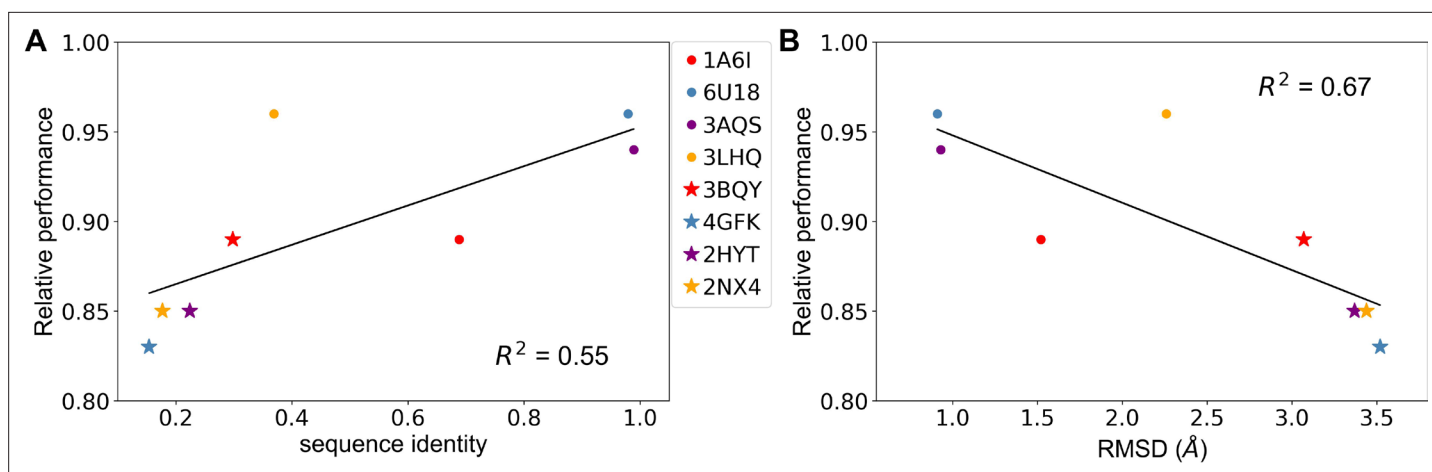 A
1.00
0.95
0.90
0.85
0.80
Relative performance
R² = 0.55
0.2 0.4 0.6 0.8 1.0
sequence identity
1A6I
6U18
3AQS
3LHQ
3BQY
4GFK
2HYT
2NX4
B
1.00
0.95
0.90
0.85
0.80
Relative performance
R² = 0.67
1.0 1.5 2.0 2.5 3.0 3.5
RMSD (Å)